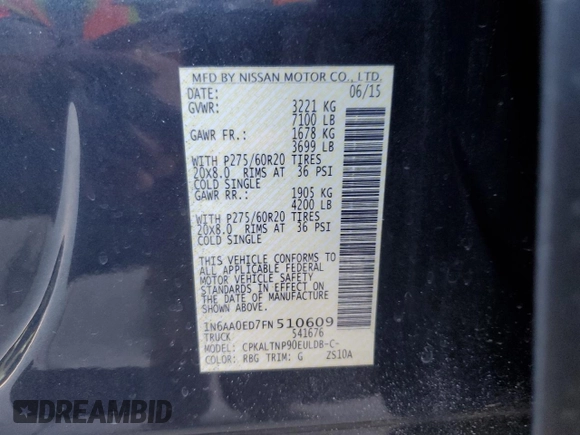 MFD BY NISSAN MOTOR CO., LTD.
DATE: 06/15
GVWR: 3221 KG
7100 LB
GAWR FR.: 1678 KG
3699 LB
WITH P275/60R20 TIRES
20x8.0 RIMS AT 36 PSI
COLD SINGLE
GAWR RR.: 1905 KG
4200 LB
WITH P275/60R20 TIRES
20x8.0 RIMS AT 36 PSI
COLD SINGLE
THIS VEHICLE CONFORMS TO
ALL APPLICABLE FEDERAL
MOTOR VEHICLE SAFETY
STANDARDS IN EFFECT ON
THE DATE OF MANUFACTURE
SHOWN ABOVE.
1N6AA0ED7FN510609
TRUCK 541676
MODEL: CPKALTNP90EULDB-C-
COLOR: RBG TRIM: G ZS10A
DREAMBID